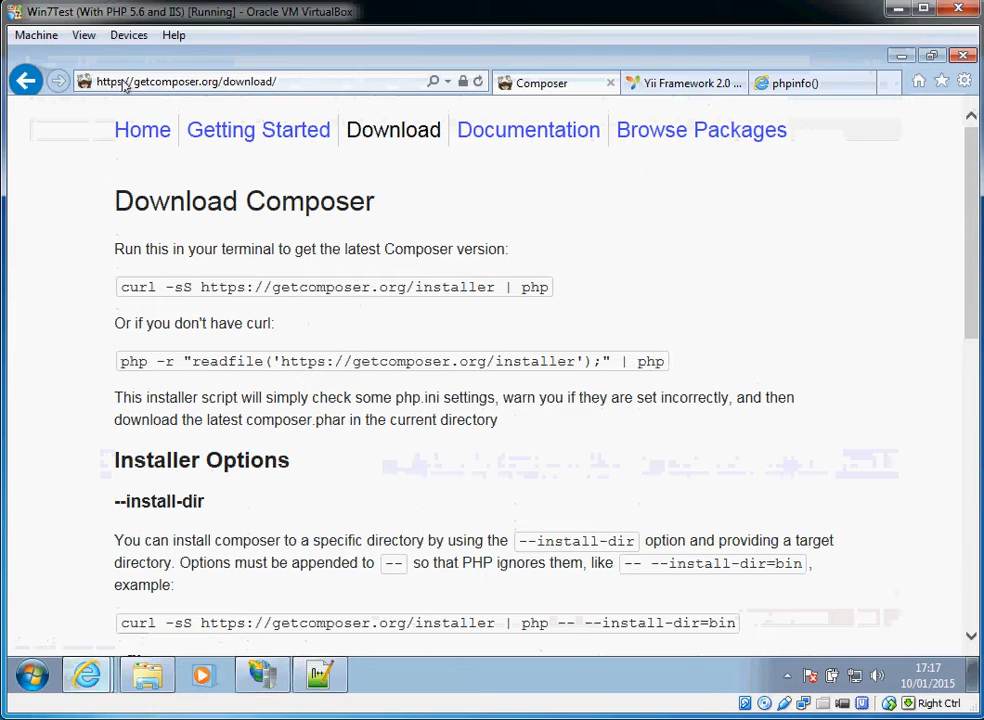 Win7Test (With PHP 5.6 and IIS) [Running] - Oracle VM VirtualBox
Machine View Devices Help
https://getcomposer.org/download/
Composer
Yii Framework 2.0 ...
phpinfo()
Home Getting Started Download Documentation Browse Packages
Download Composer
Run this in your terminal to get the latest Composer version:
curl -sS https://getcomposer.org/installer | php
Or if you don't have curl:
php -r "readfile('https://getcomposer.org/installer');" | php
This installer script will simply check some php.ini settings, warn you if they are set incorrectly, and then
download the latest composer.phar in the current directory
Installer Options
--install-dir
You can install composer to a specific directory by using the --install-dir option and providing a target
directory. Options must be appended to -- so that PHP ignores them, like -- --install-dir=bin ,
example:
curl -sS https://getcomposer.org/installer | php -- --install-dir=bin
17:17
10/01/2015
Right Ctrl